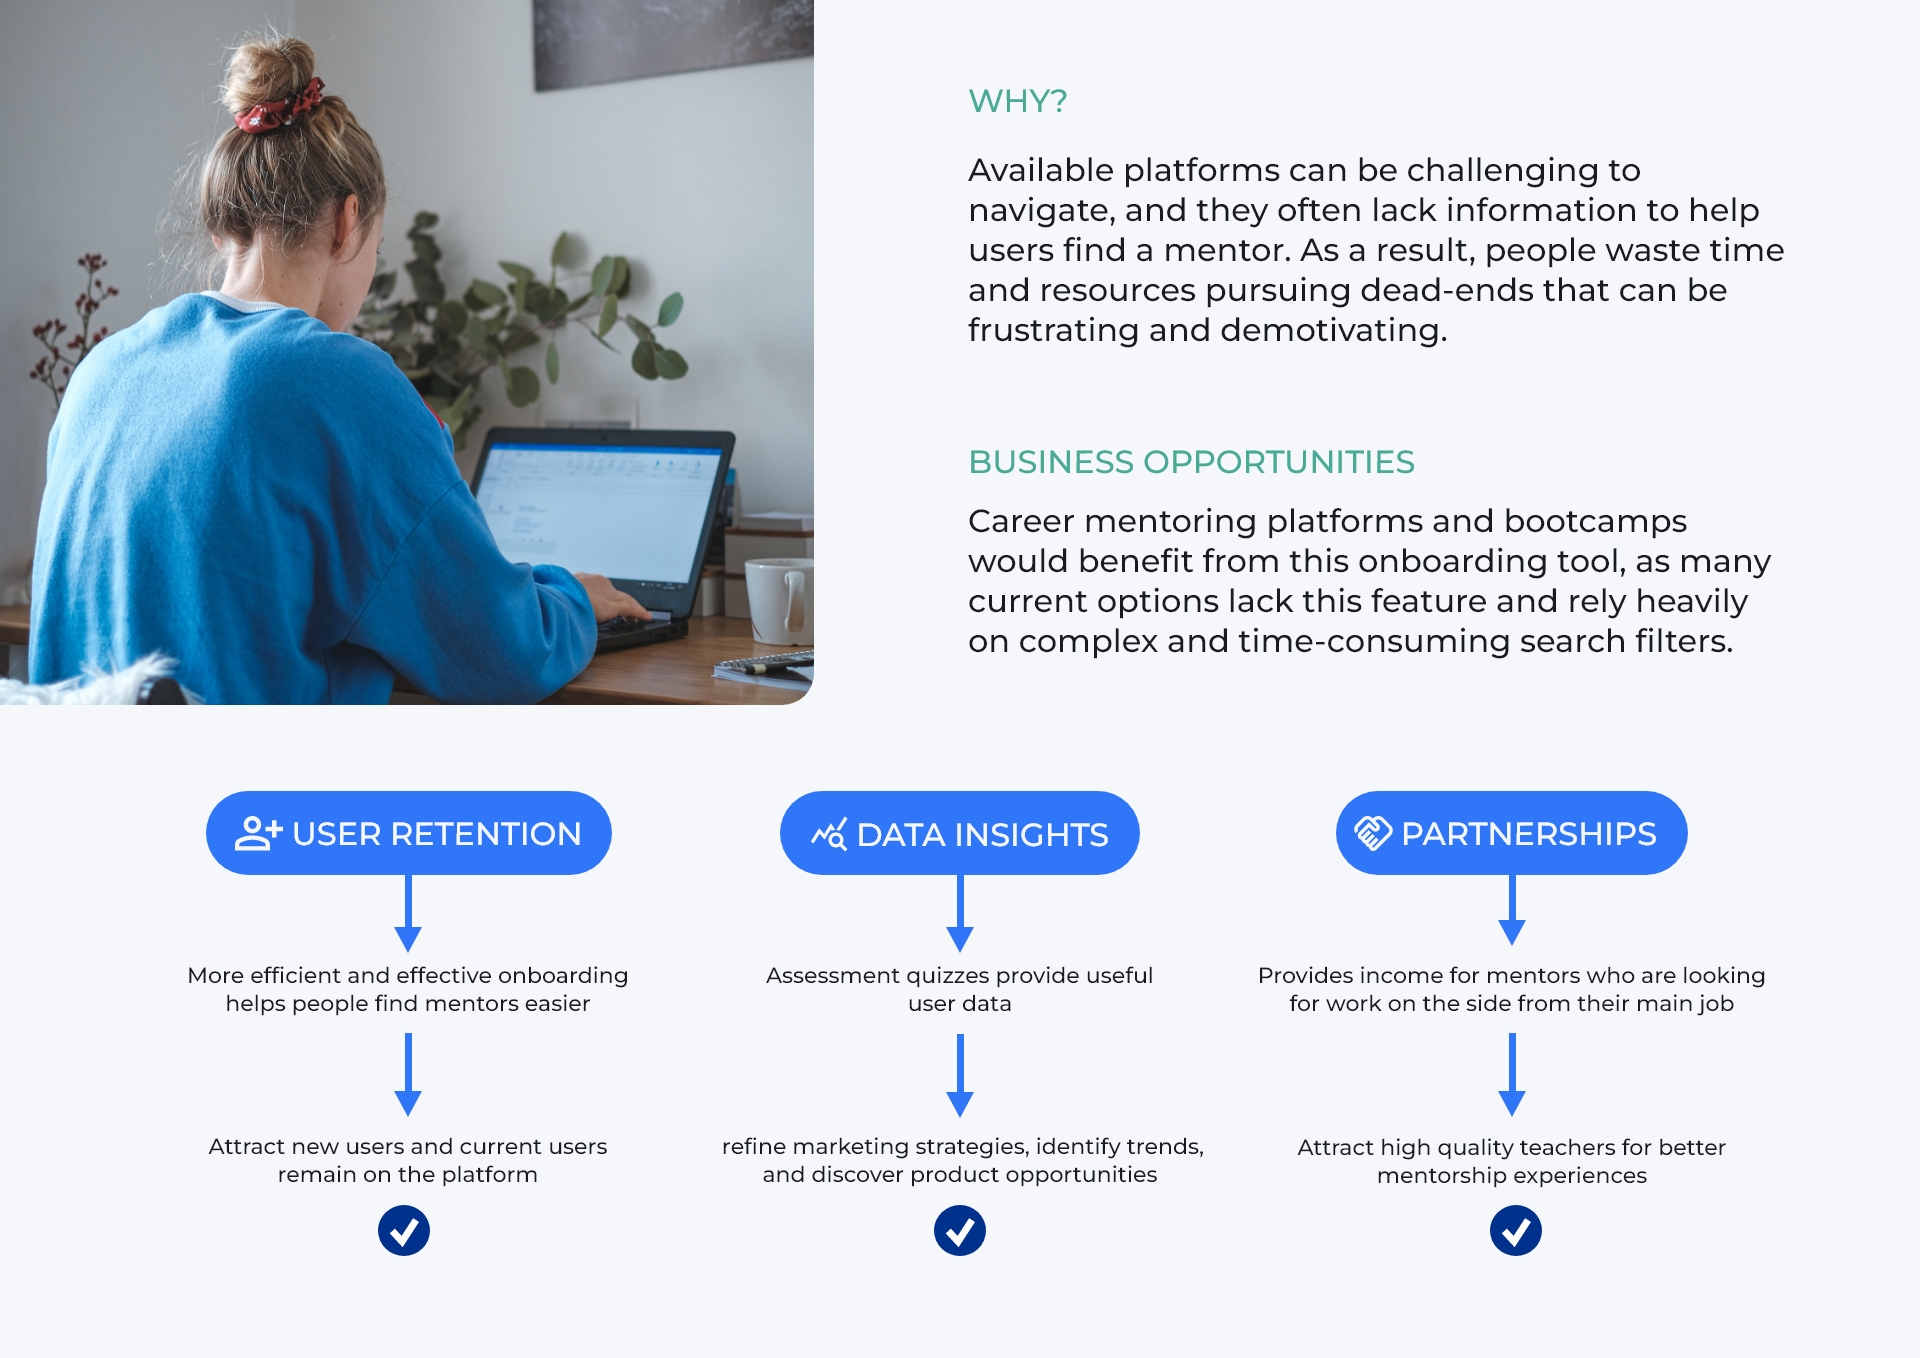 WHY?
Available platforms can be challenging to
navigate, and they often lack information to help
users find a mentor. As a result, people waste time
and resources pursuing dead-ends that can be
frustrating and demotivating.
BUSINESS OPPORTUNITIES
Career mentoring platforms and bootcamps
would benefit from this onboarding tool, as many
current options lack this feature and rely heavily
on complex and time-consuming search filters.
USER RETENTION
More efficient and effective onboarding
helps people find mentors easier
Attract new users and current users
remain on the platform
DATA INSIGHTS
Assessment quizzes provide useful
user data
refine marketing strategies, identify trends,
and discover product opportunities
PARTNERSHIPS
Provides income for mentors who are looking
for work on the side from their main job
Attract high quality teachers for better
mentorship experiences